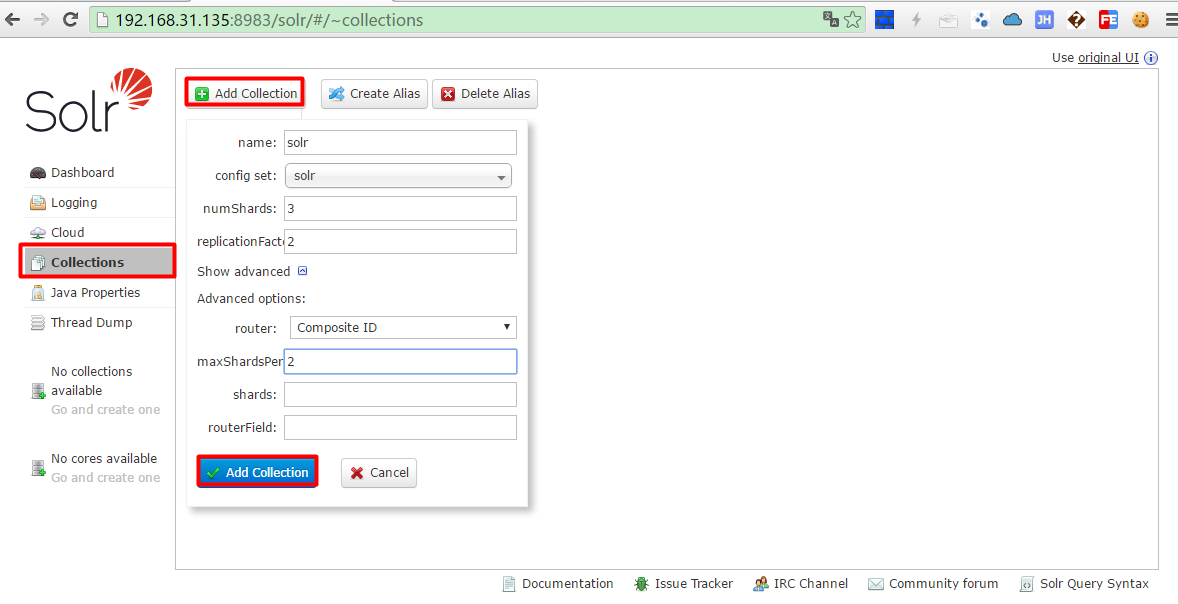 192.168.31.135:8983/solr/#/~collections
JH
FE
Use original UI
Solr
Add Collection
Create Alias
Delete Alias
name: solr
config set: solr
numShards: 3
replicationFact 2
Show advanced
Advanced options:
router: Composite ID
maxShardsPer 2
shards:
routerField:
Add Collection
Cancel
Dashboard
Logging
Cloud
Collections
Java Properties
Thread Dump
No collections
available
Go and create one
No cores available
Go and create one
Documentation
Issue Tracker
IRC Channel
Community forum
Solr Query Syntax